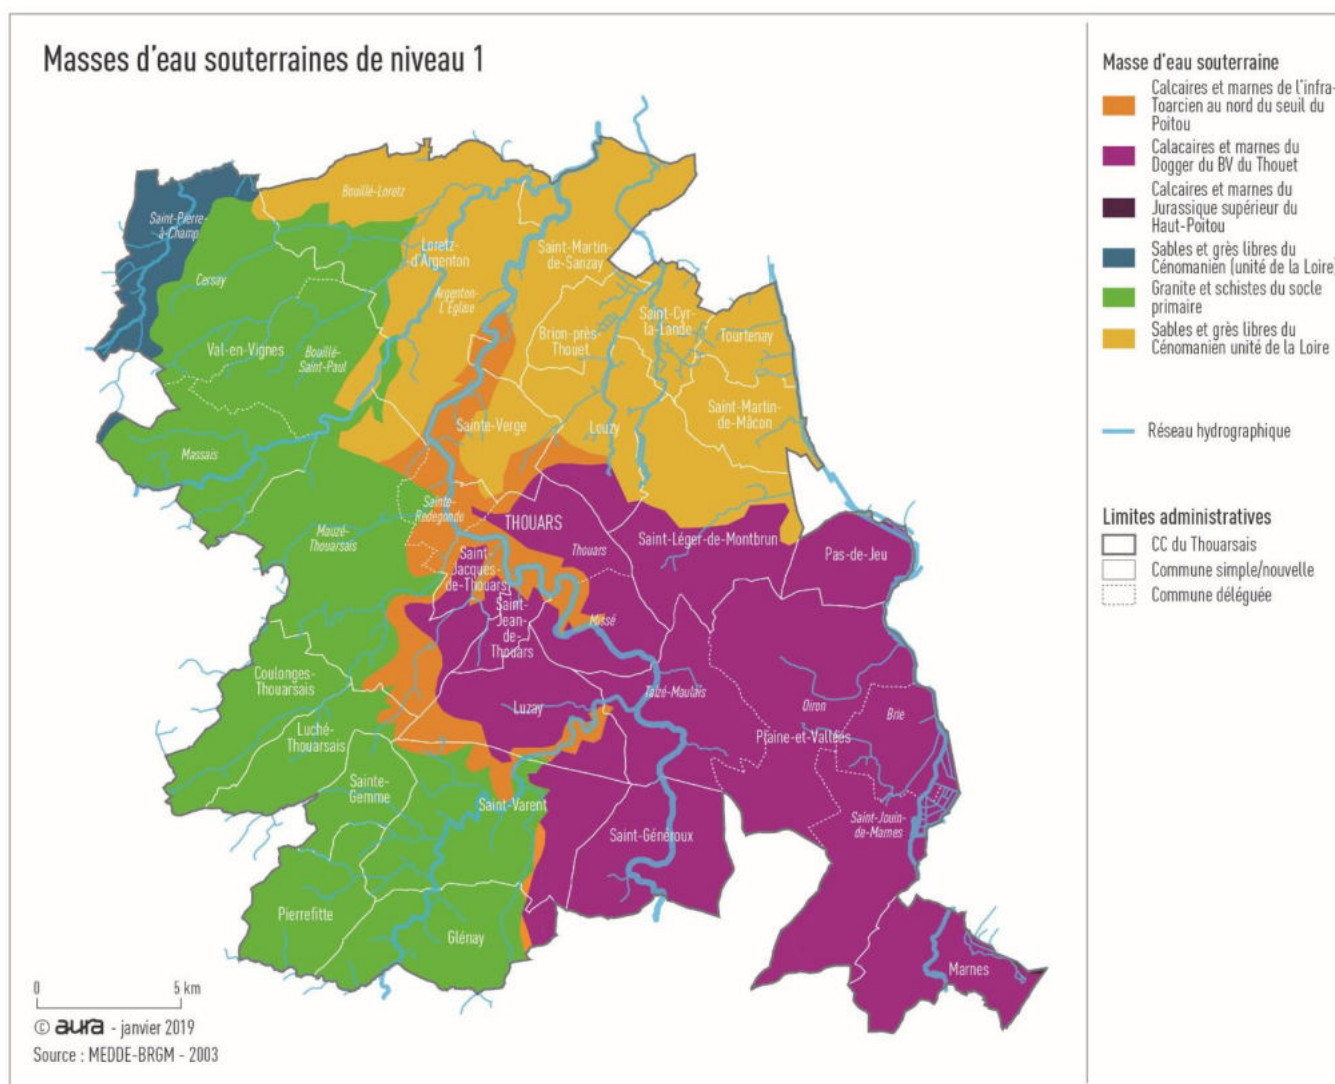 Masses d'eau souterraines de niveau 1
Saint-Pierre-
à-Champ
Bouillé-Loretz
Cersay
Loretz-
d'Argenton
Argenton-
L'Église
Saint-Martin-
de-Sanzay
Val-en-Vignes
Bouillé-
Saint-Paul
Brion-près-
Thouet
Saint-Cyr-
la-Lande
Tourtenay
Massais
Sainte-Verge
Louzy
Saint-Martin-
de-Mâcon
Mauzé-
Thouarsais
Sainte-
Radegonde
THOUARS
Thouars
Saint-Léger-de-Montbrun
Pas-de-Jeu
Saint-
Jacques-
de-Thouars
Saint-
Jean-
de-
Thouars
Missé
Coulonges-
Thouarsais
Luzay
Taizé-Maulais
Oiron
Brie
Luché-
Thouarsais
Plaine-et-Vallées
Sainte-
Gemme
Saint-Varent
Saint-Généroux
Saint-Jouin-
de-Marnes
Pierrefitte
Glénay
Marnes
0 5 km
© aura - janvier 2019
Source : MEDDE-BRGM - 2003
Masse d'eau souterraine
Calcaires et marnes de l'infra-
Toarcien au nord du seuil du
Poitou
Calacaires et marnes du
Dogger du BV du Thouet
Calcaires et marnes du
Jurassique supérieur du
Haut-Poitou
Sables et grès libres du
Cénomanien (unité de la Loire)
Granite et schistes du socle
primaire
Sables et grès libres du
Cénomanien unité de la Loire
Réseau hydrographique
Limites administratives
CC du Thouarsais
Commune simple/nouvelle
Commune déléguée